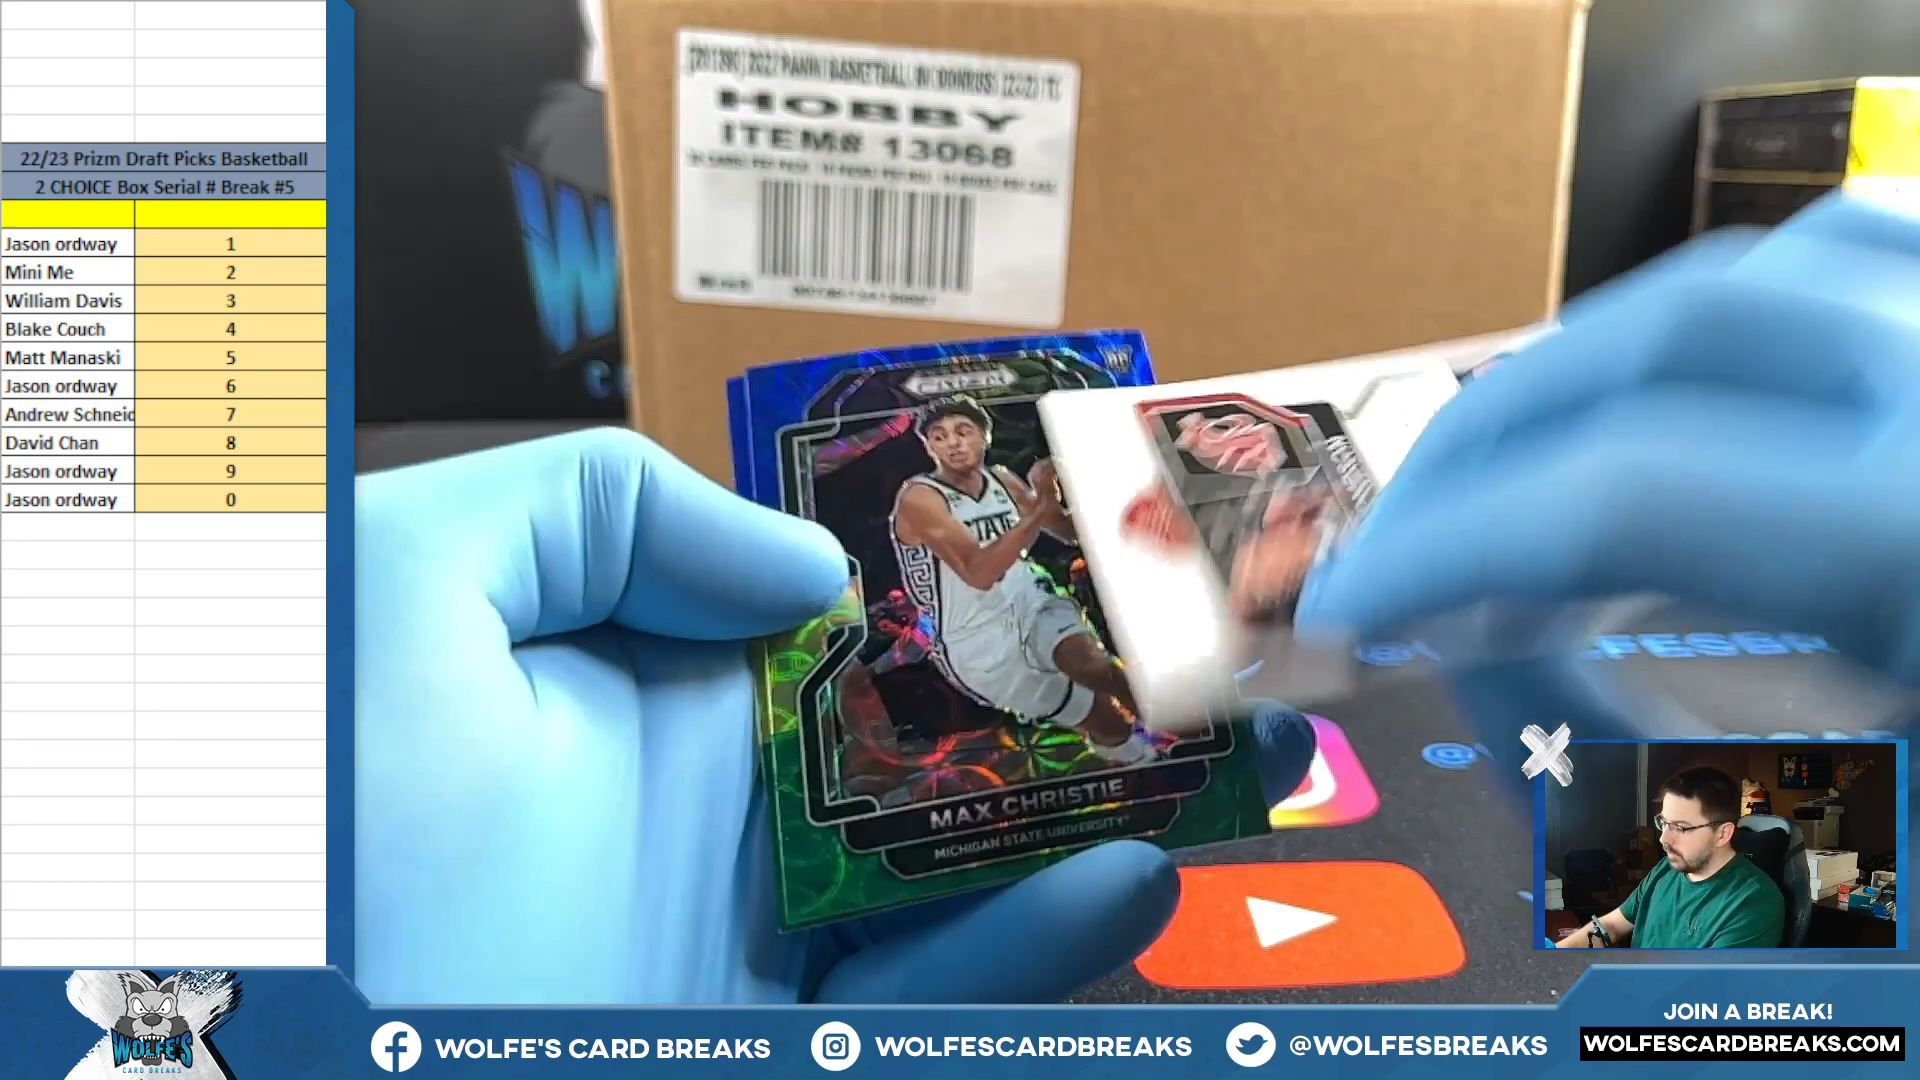 22/23 Prizm Draft Picks Basketball
2 CHOICE Box Serial # Break #5
Jason ordway 1
Mini Me 2
William Davis 3
Blake Couch 4
Matt Manaski 5
Jason ordway 6
Andrew Schneid 7
David Chan 8
Jason ordway 9
Jason ordway 0
HOBBY
ITEM# 13068
PRIZM
STATE
MAX CHRISTIE
MICHIGAN STATE UNIVERSITY
WOLFE'S
CARD BREAKS
WOLFE'S CARD BREAKS
WOLFESCARDBREAKS
@WOLFESBREAKS
JOIN A BREAK!
WOLFESCARDBREAKS.COM